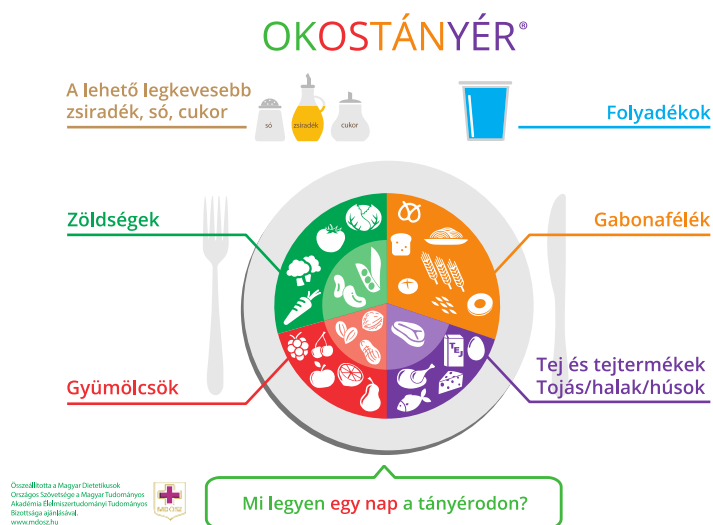 OKOSTÁNYÉR®
A lehető legkevesebb
zsiradék, só, cukor
só
zsiradék
cukor
Folyadékok
Zöldségek
Gabonafélék
TEJ
Gyümölcsök
Tej és tejtermékek
Tojás/halak/húsok
Összeállította a Magyar Dietetikusok
Országos Szövetsége a Magyar Tudományos
Akadémia Élelmiszertudományi Tudományos
Bizottsága ajánlásával.
www.mdosz.hu
MDOSZ
Mi legyen egy nap a tányérodon?